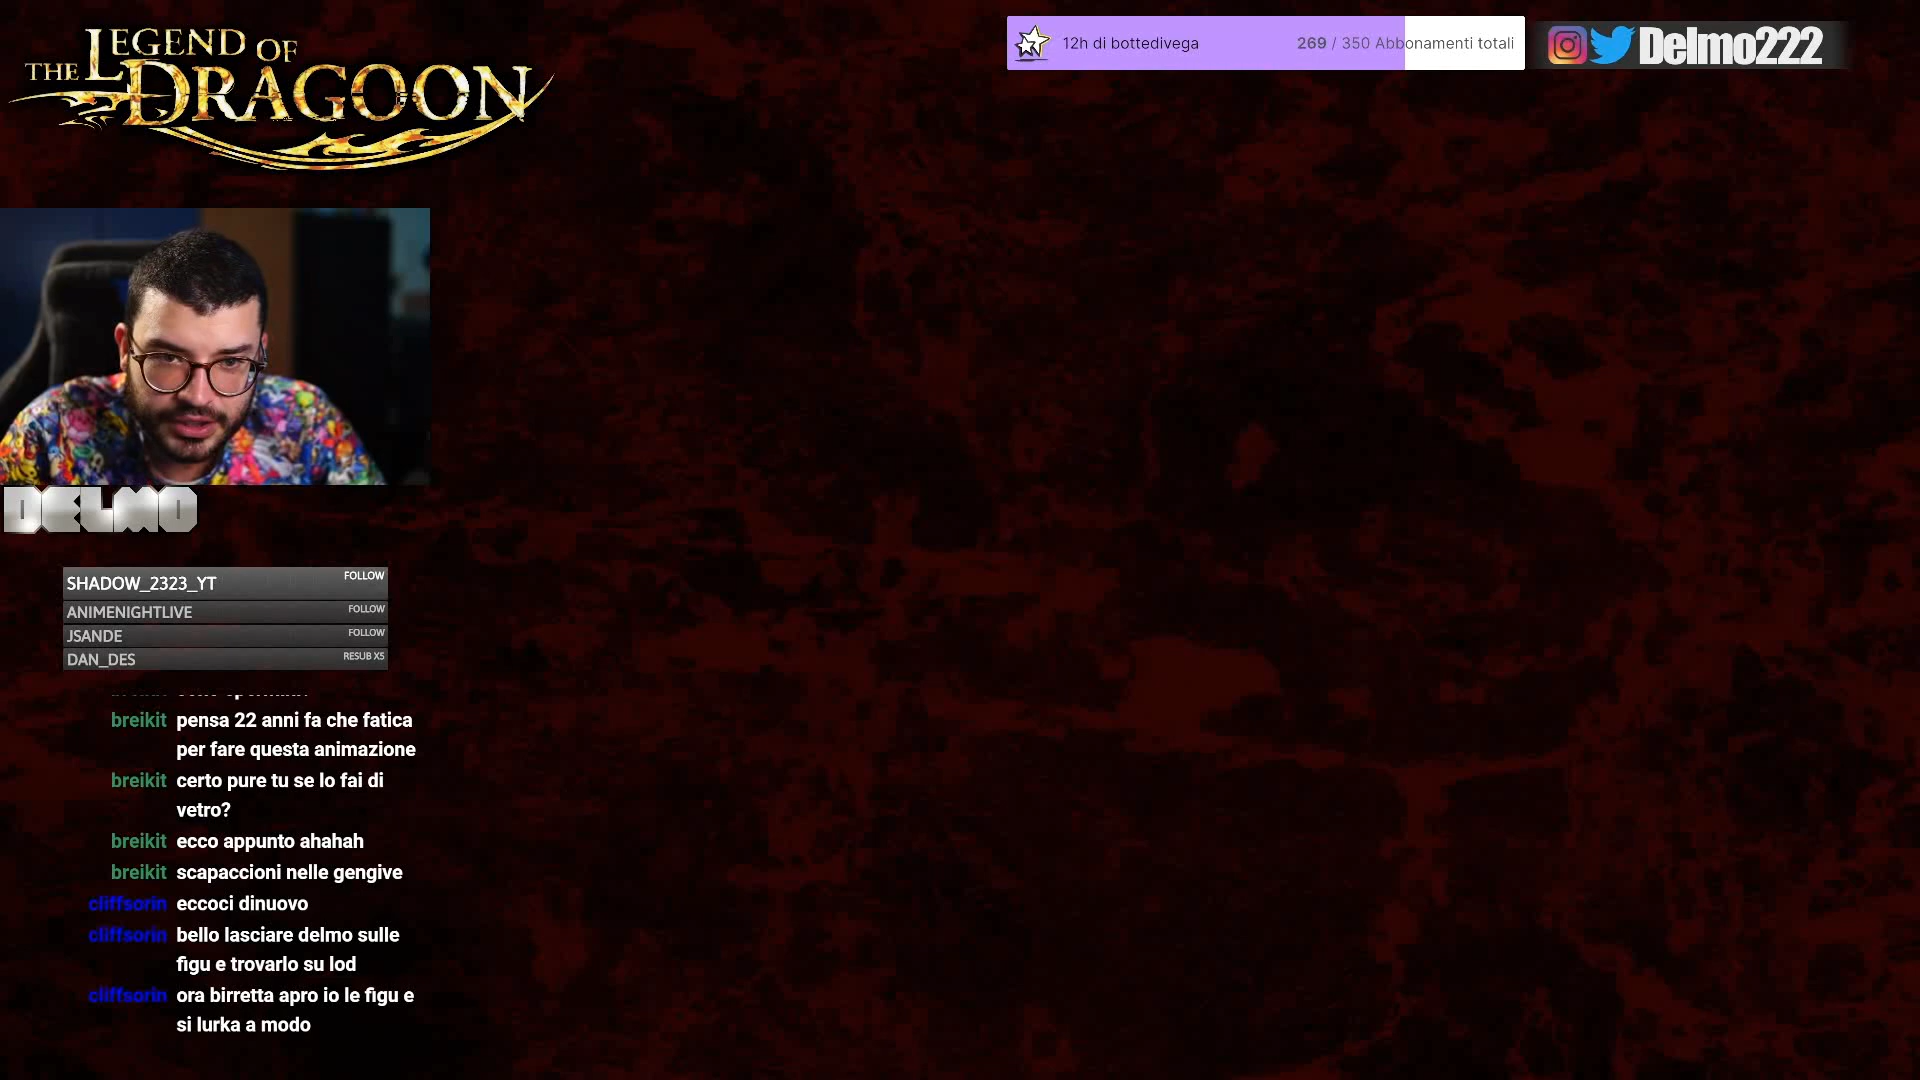 THE LEGEND OF
DRAGOON
12h di bottedivega 269 / 350 Abbonamenti totali
Delmo222
DELMO
SHADOW_2323_YT FOLLOW
ANIMENIGHTLIVE FOLLOW
JSANDE FOLLOW
DAN_DES RESUB X5
breikit pensa 22 anni fa che fatica
per fare questa animazione
breikit certo pure tu se lo fai di
vetro?
breikit ecco appunto ahahah
breikit scapaccioni nelle gengive
cliffsorin eccoci dinuovo
cliffsorin bello lasciare delmo sulle
figu e trovarlo su lod
cliffsorin ora birretta apro io le figu e
si lurka a modo